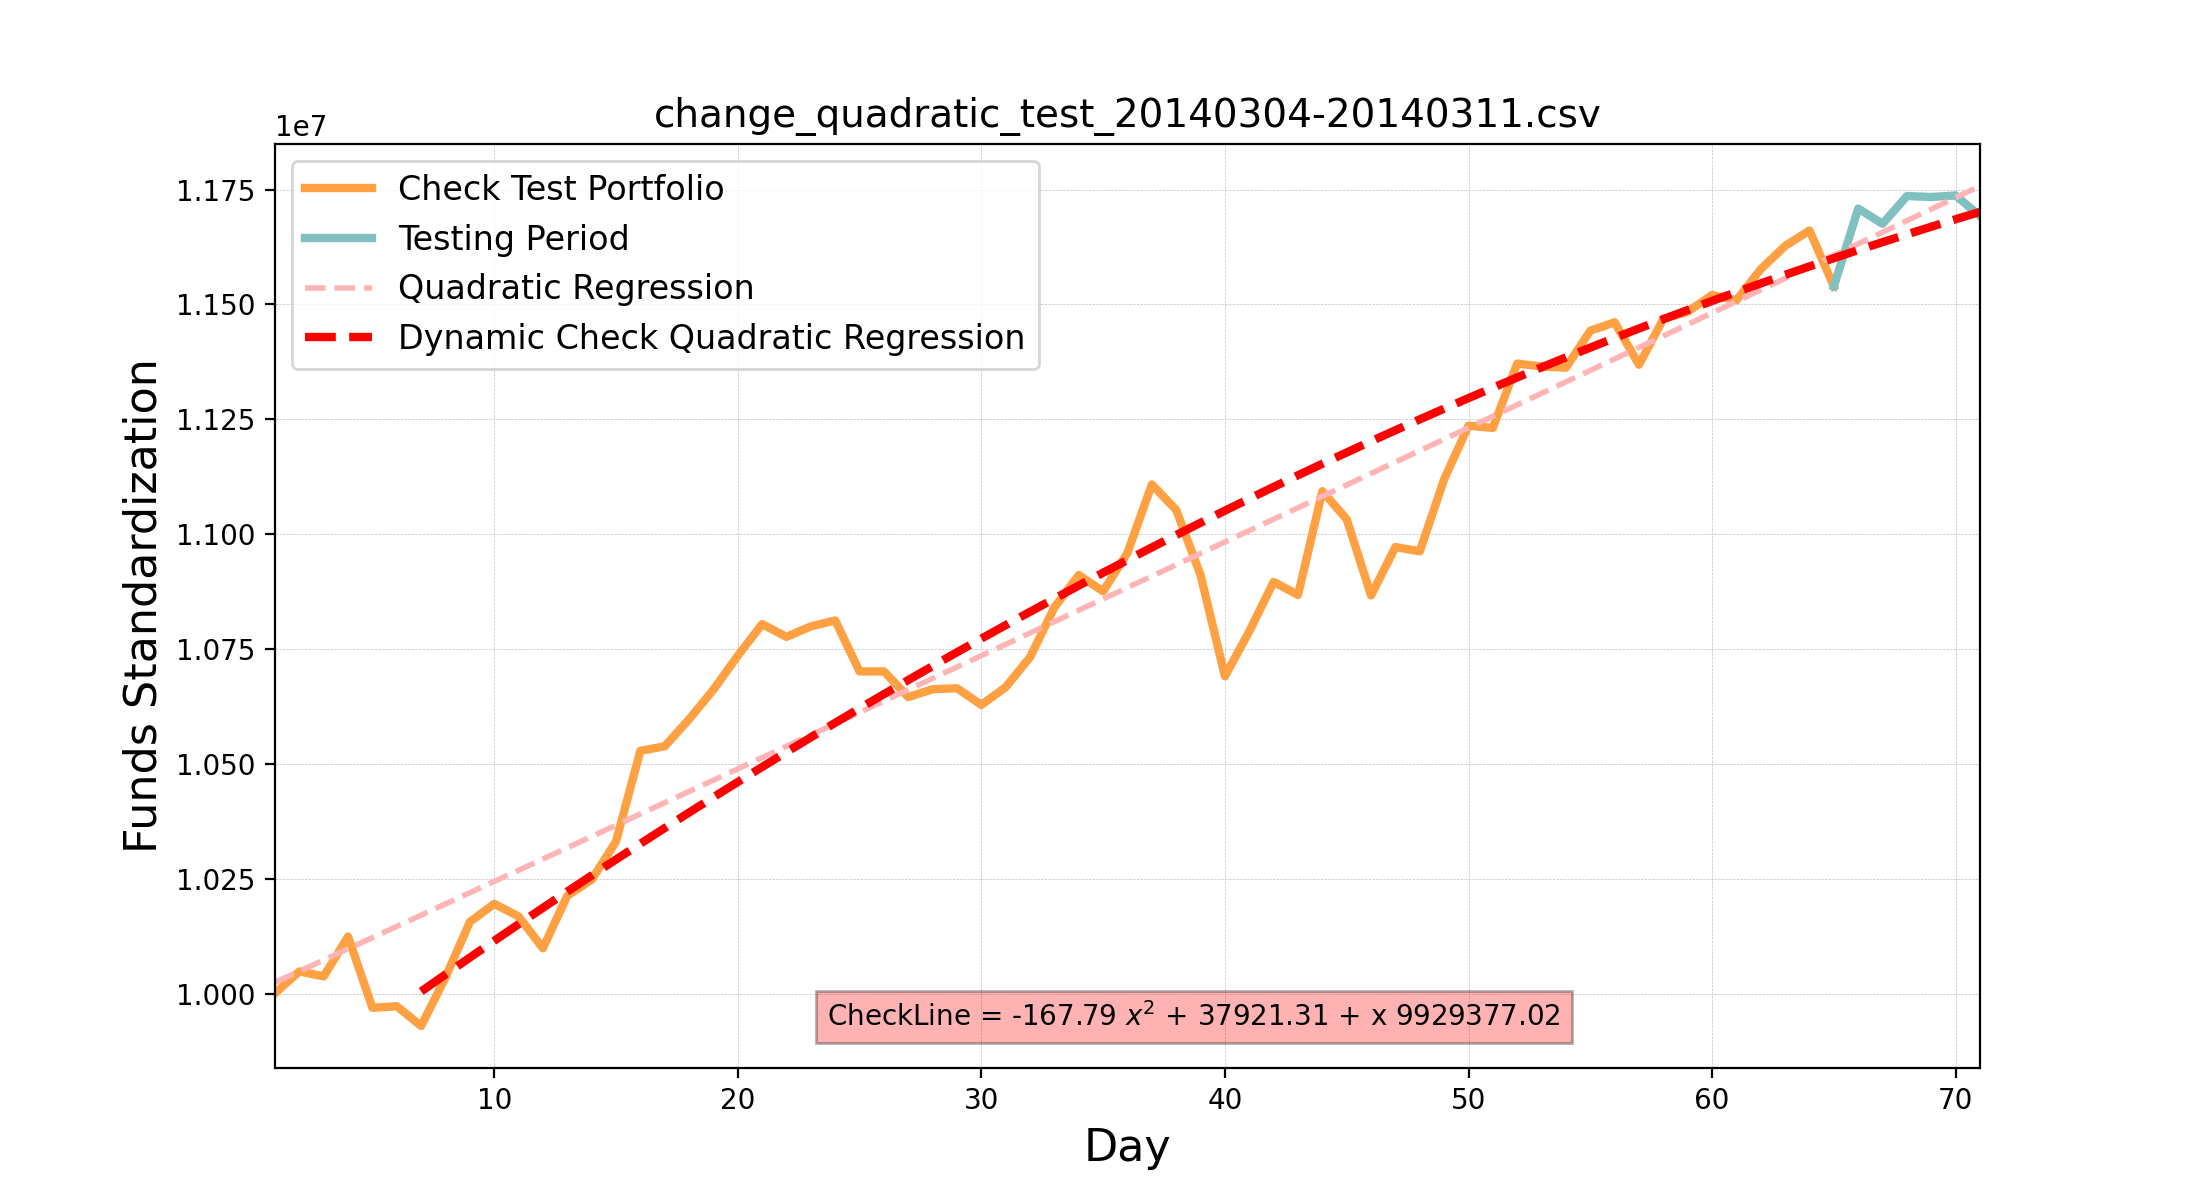 change_quadratic_test_20140304-20140311.csv
1e7
1.175
1.150
1.125
1.100
1.075
1.050
1.025
1.000
Funds Standardization
Check Test Portfolio
Testing Period
Quadratic Regression
Dynamic Check Quadratic Regression
CheckLine = -167.79 x² + 37921.31 + x 9929377.02
10 20 30 40 50 60 70
Day